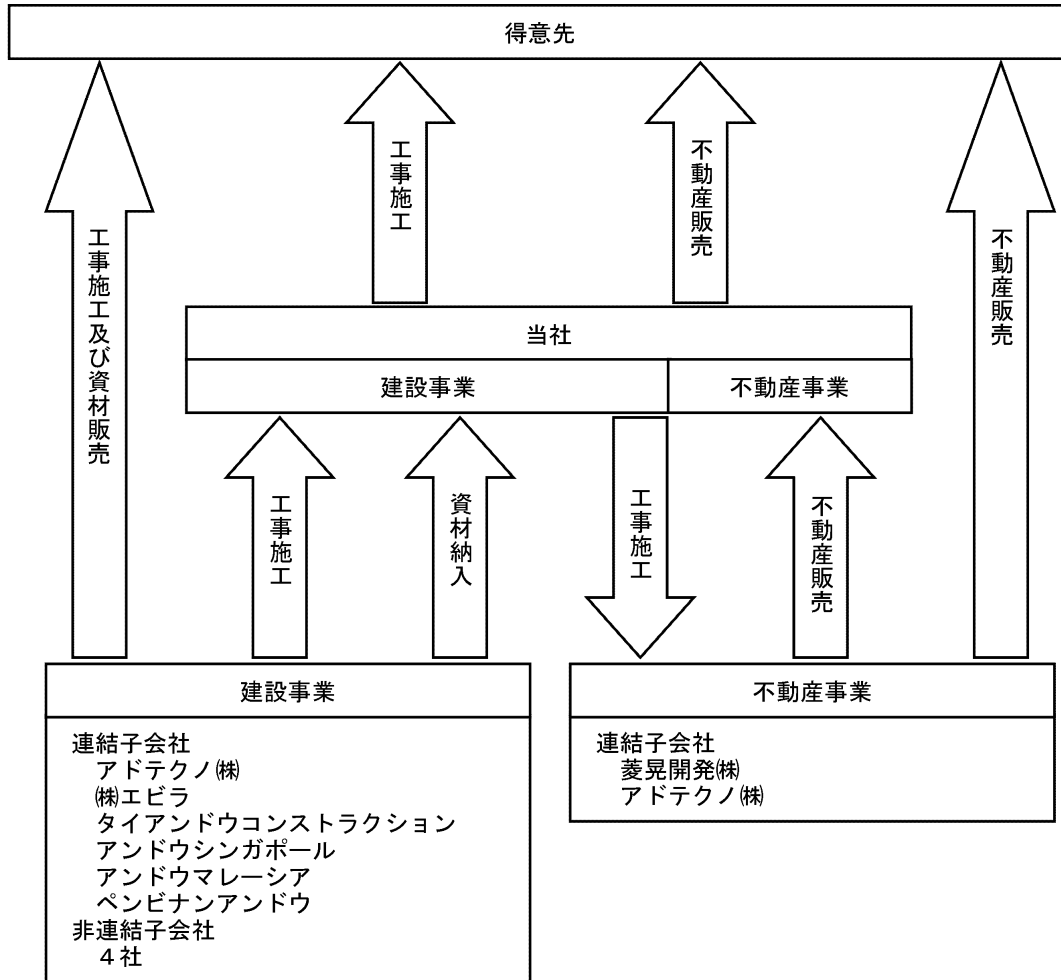 得意先
工事施工及び資材販売
工事施工
不動産販売
不動産販売
当社
建設事業
不動産事業
工事施工
資材納入
工事施工
不動産販売
建設事業
連結子会社
アドテクノ㈱
㈱エビラ
タイアンドウコンストラクション
アンドウシンガポール
アンドウマレーシア
ペンビナンアンドウ
非連結子会社
４社
不動産事業
連結子会社
菱晃開発㈱
アドテクノ㈱